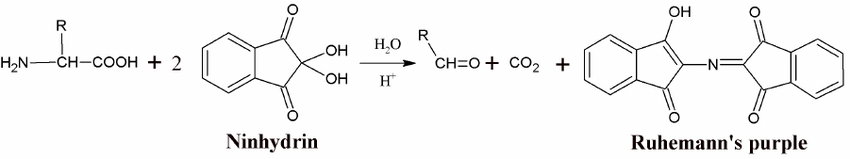 R
H₂N—CH—COOH + 2
O
OH
OH
O
Ninhydrin
H₂O
H⁺
R
CH=O + CO₂ +
OH
O
N
O
O
Ruhemann's purple